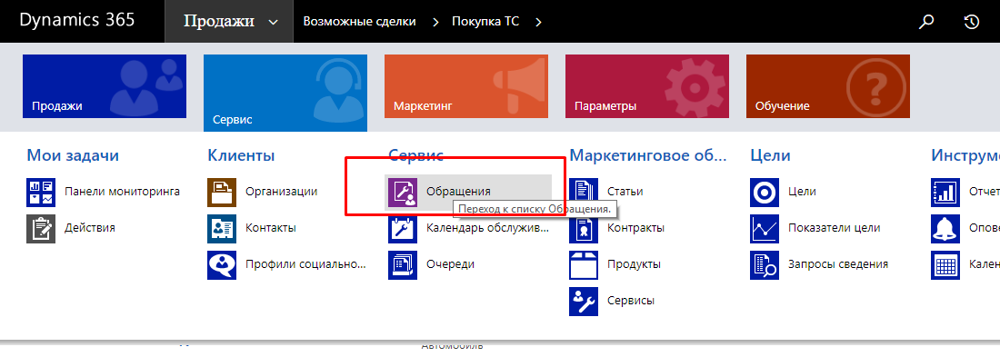 Dynamics 365 Продажи Возможные сделки Покупка ТС
Продажи
Сервис
Маркетинг
Параметры
Обучение
Мои задачи
Панели мониторинга
Действия
Клиенты
Организации
Контакты
Профили социально...
Сервис
Обращения
Переход к списку Обращения.
Календарь обслужив...
Очереди
Маркетинговое об...
Статьи
Контракты
Продукты
Сервисы
Цели
Цели
Показатели цели
Запросы сведения
Инструме
Отчет
Опове
Кален
Автомобиль